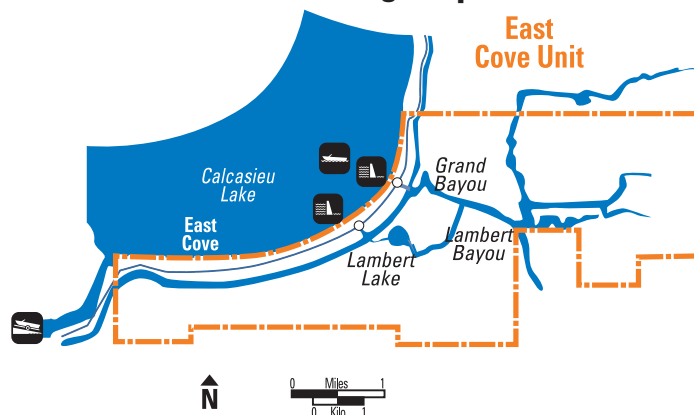 East
Cove Unit
Calcasieu
Lake
Grand
Bayou
East
Cove
Lambert
Bayou
Lambert
Lake
N
0 Miles 1
0 Kilo 1